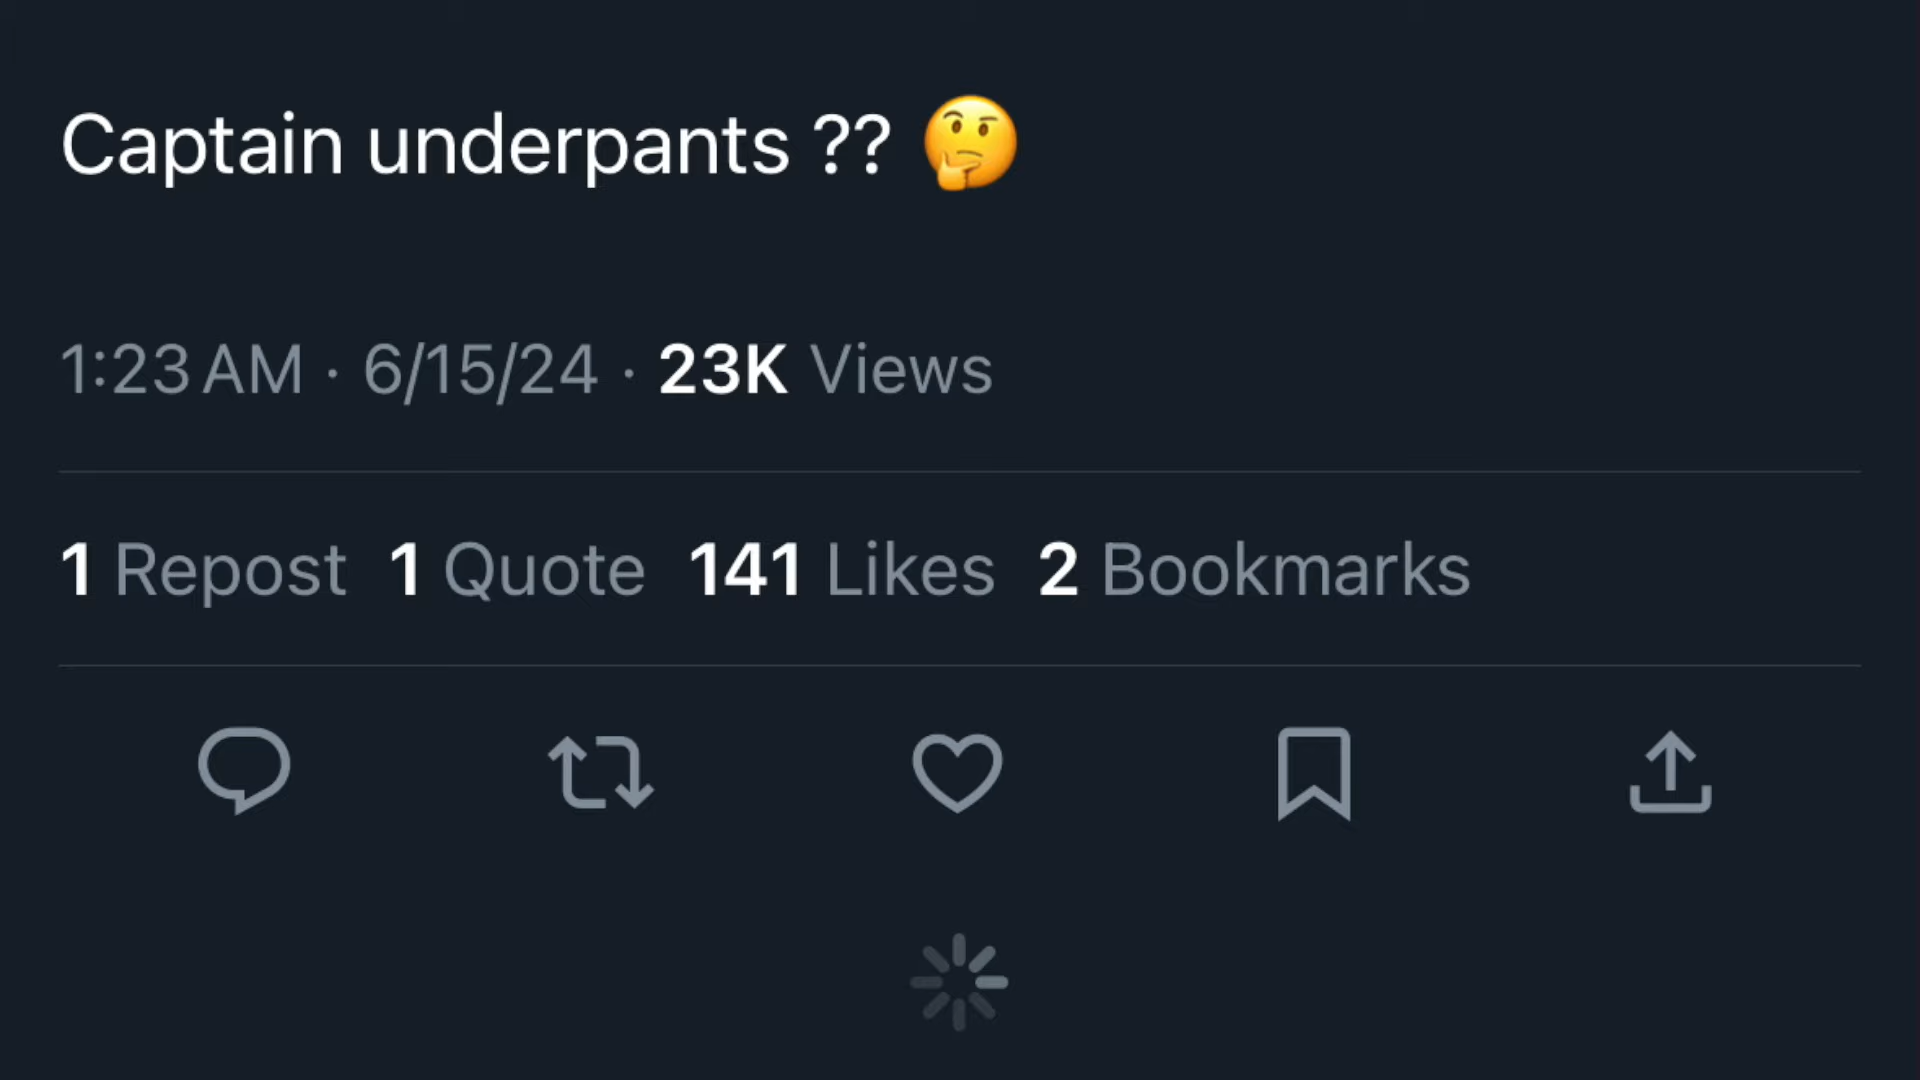 Captain underpants ?? 🤔
1:23 AM · 6/15/24 · 23K Views
1 Repost 1 Quote 141 Likes 2 Bookmarks